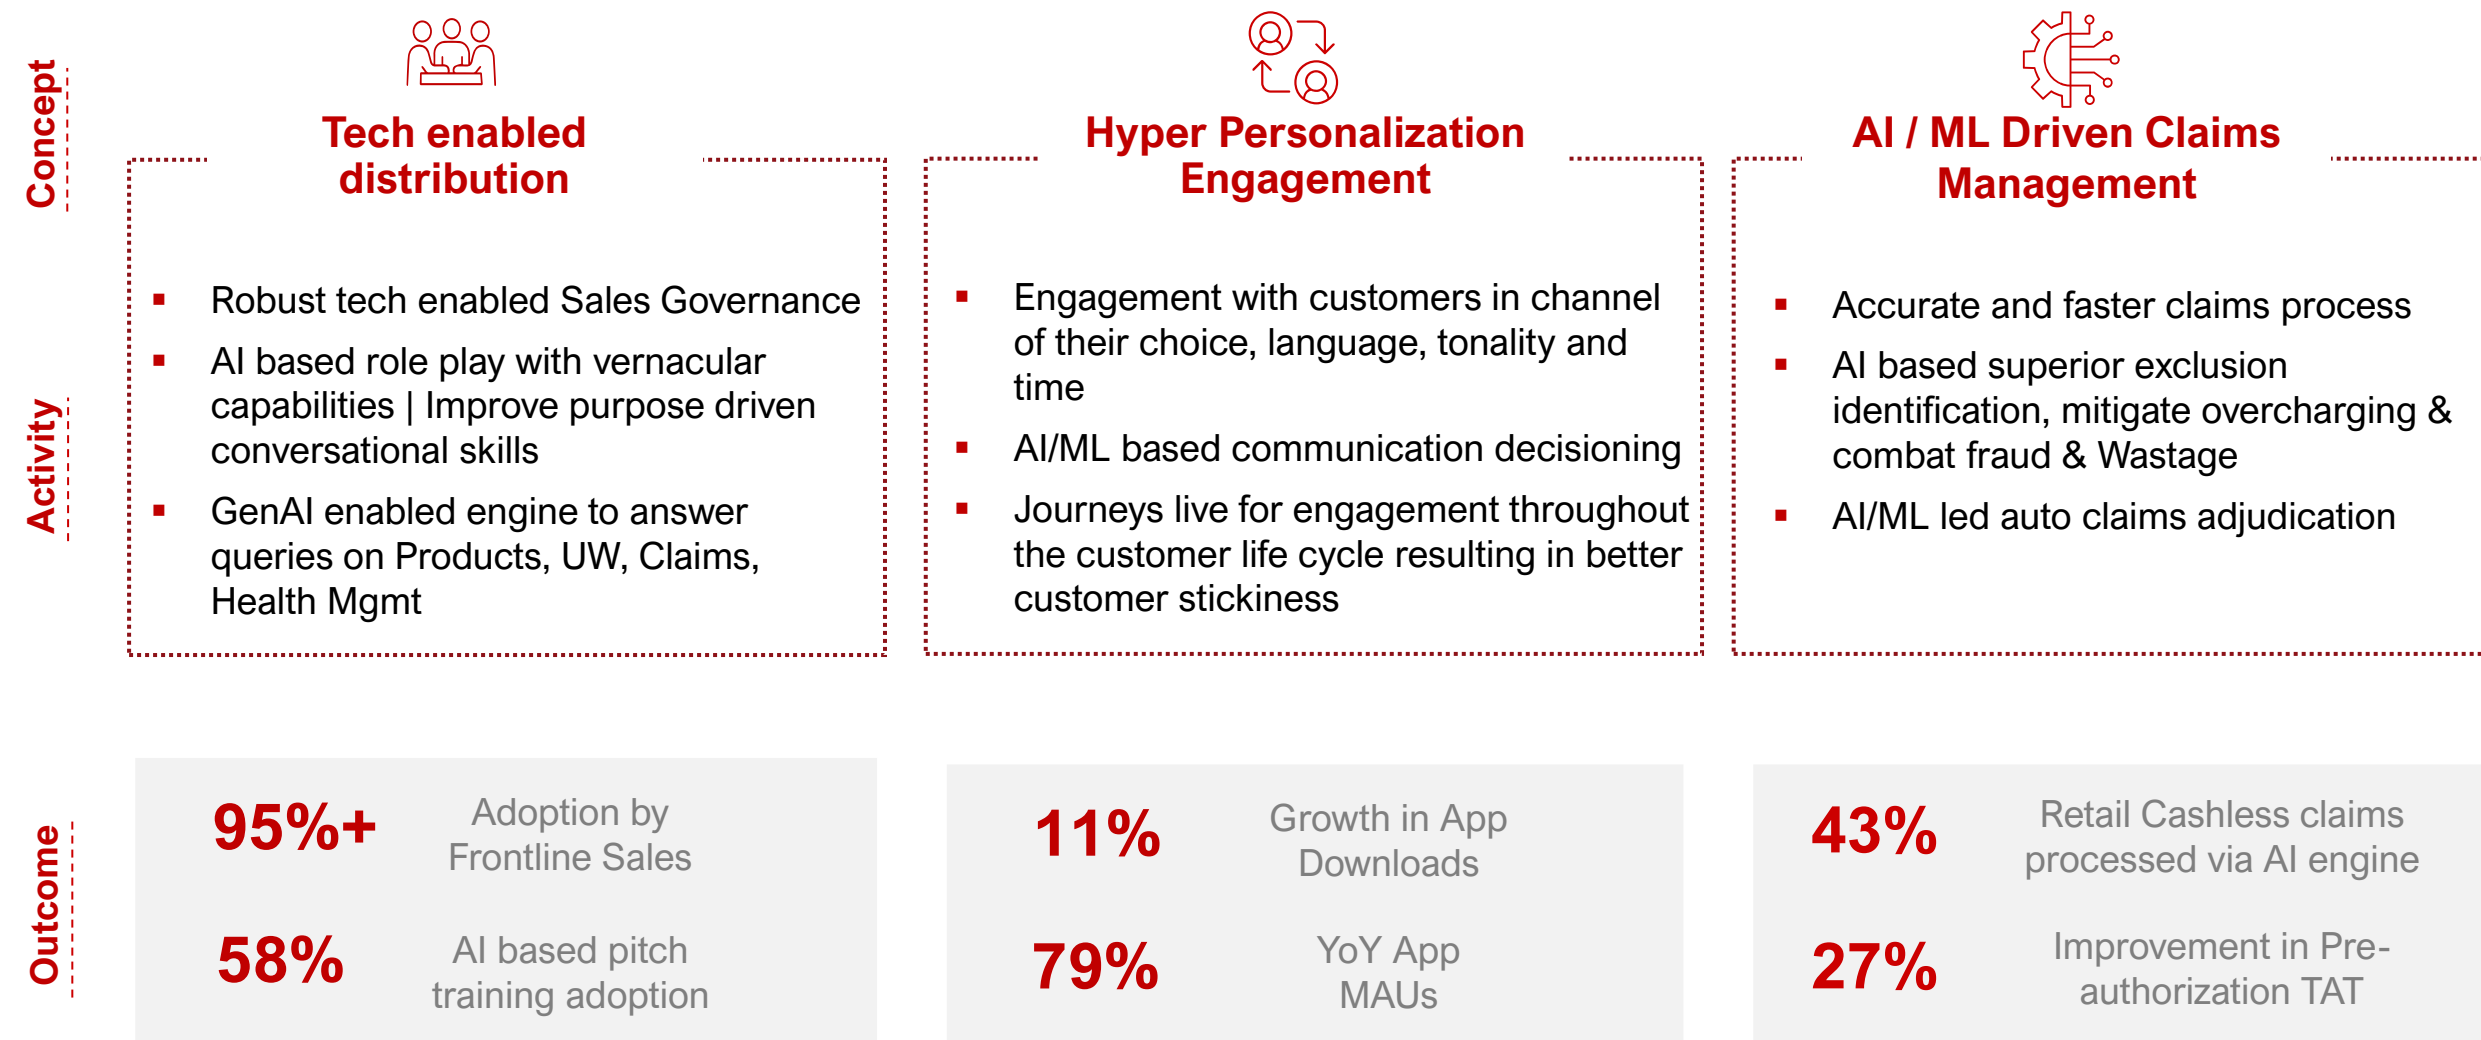 Concept
Tech enabled
distribution
Hyper Personalization
Engagement
AI / ML Driven Claims
Management
Activity
▪ Robust tech enabled Sales Governance
▪ AI based role play with vernacular
capabilities | Improve purpose driven
conversational skills
▪ GenAI enabled engine to answer
queries on Products, UW, Claims,
Health Mgmt
▪ Engagement with customers in channel
of their choice, language, tonality and
time
▪ AI/ML based communication decisioning
▪ Journeys live for engagement throughout
the customer life cycle resulting in better
customer stickiness
▪ Accurate and faster claims process
▪ AI based superior exclusion
identification, mitigate overcharging &
combat fraud & Wastage
▪ AI/ML led auto claims adjudication
Outcome
95%+
Adoption by
Frontline Sales
58%
AI based pitch
training adoption
11%
Growth in App
Downloads
79%
YoY App
MAUs
43%
Retail Cashless claims
processed via AI engine
27%
Improvement in Pre-
authorization TAT